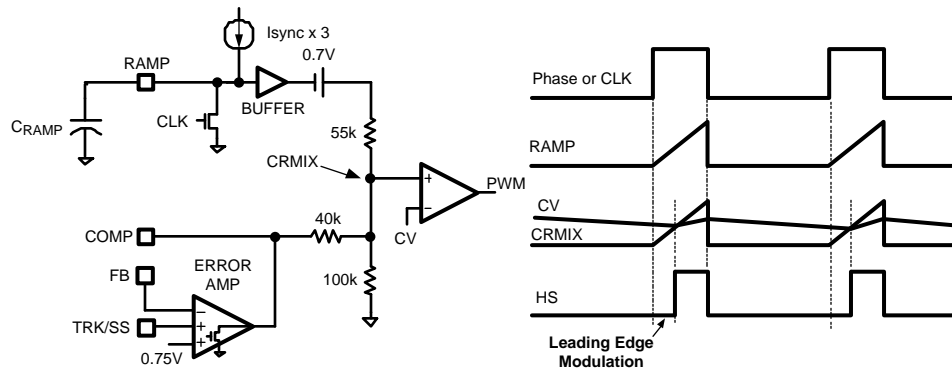 Isync x 3
RAMP
0.7V
BUFFER
CLK
CRAMP
55k
CRMIX
+
−
PWM
CV
COMP
40k
100k
FB
ERROR
AMP
−
TRK/SS
+
+
0.75V
Phase or CLK
RAMP
CV
CRMIX
HS
Leading Edge
Modulation